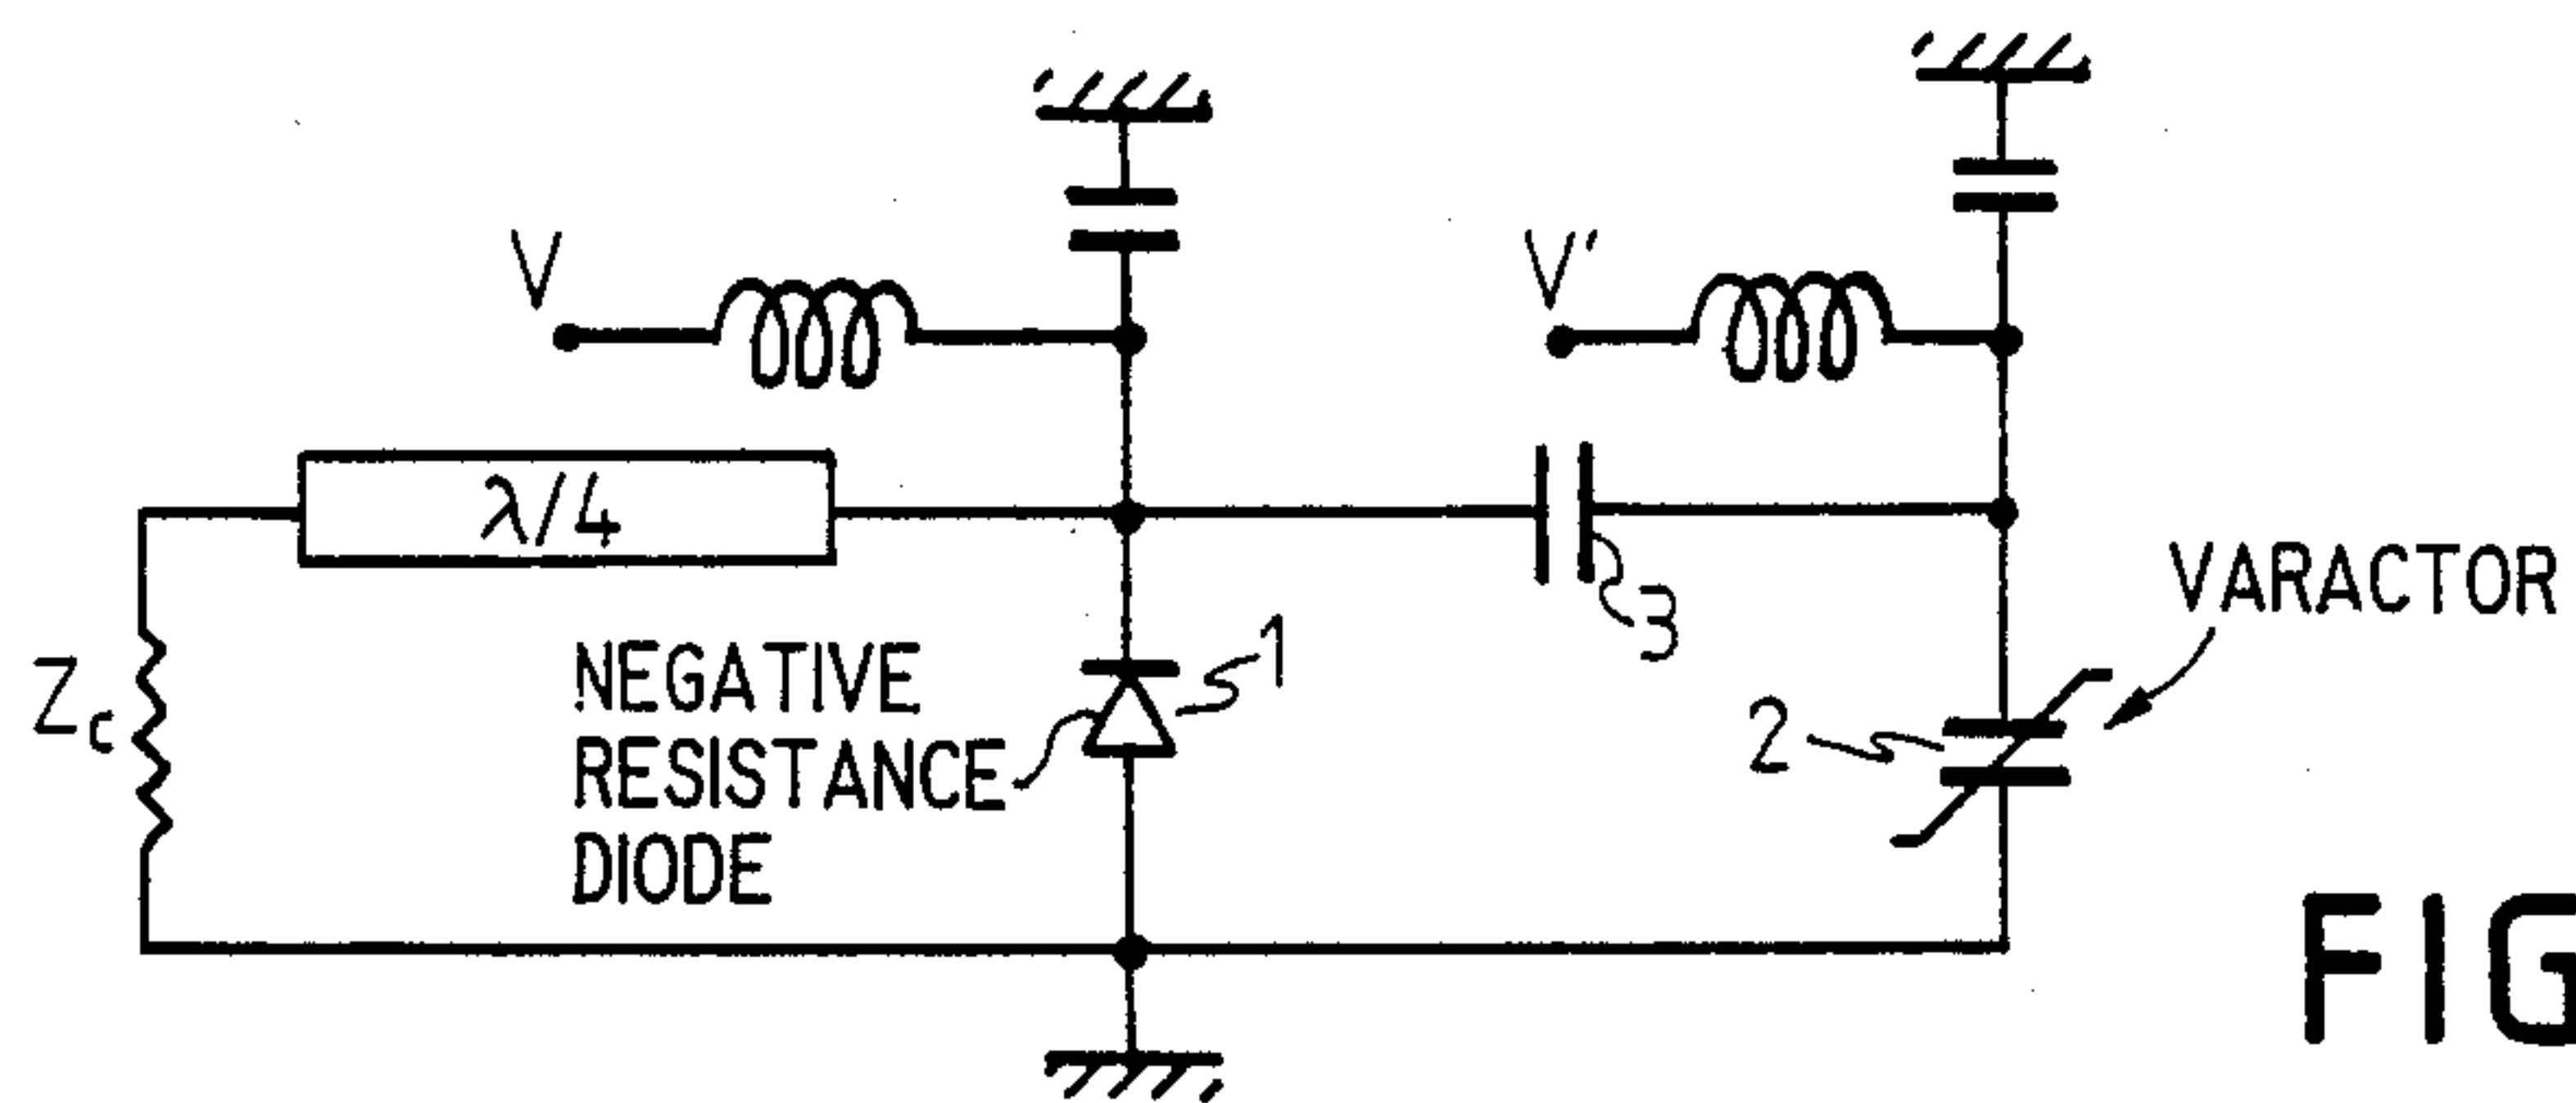 V
V'
λ/4
Zc
NEGATIVE
RESISTANCE
DIODE
1
3
2
VARACTOR
FIG